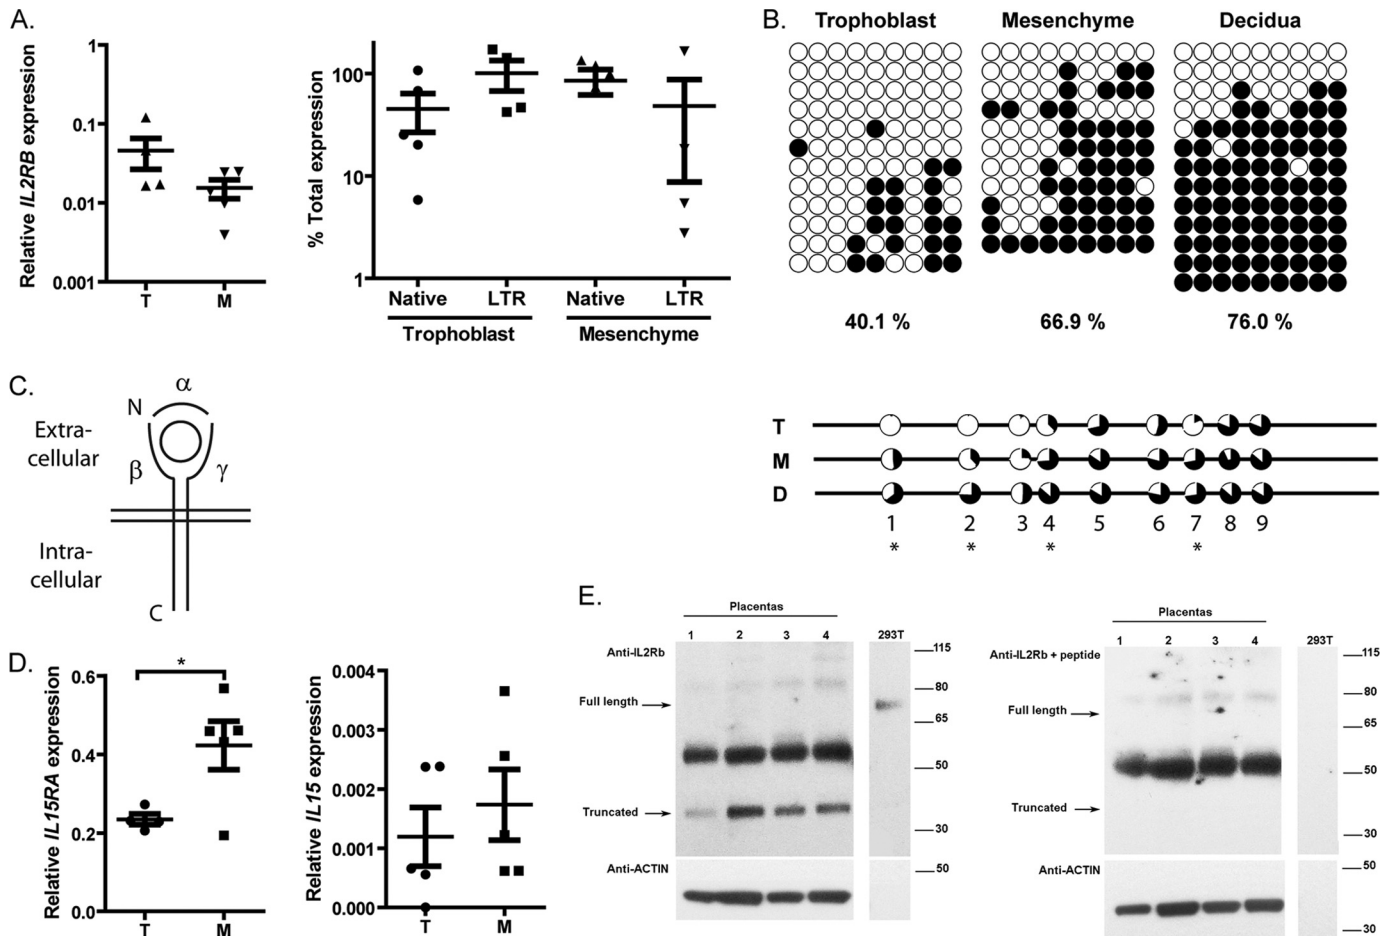 A.
Relative IL2RB expression
1
0.1
0.01
0.001
T M
% Total expression
100
10
1
Native LTR Native LTR
Trophoblast Mesenchyme
B.
Trophoblast Mesenchyme Decidua
40.1 % 66.9 % 76.0 %
T
M
D
1 2 3 4 5 6 7 8 9
* * * *
C.
α
N
Extra-
cellular
β γ
Intra-
cellular
C
D.
Relative IL15RA expression
0.6
0.4
0.2
0.0
*
T M
Relative IL15 expression
0.004
0.003
0.002
0.001
0.000
T M
E.
Placentas
1 2 3 4 293T
Anti-IL2Rb
Full length
Truncated
Anti-ACTIN
115
80
65
50
30
50
Placentas
1 2 3 4 293T
Anti-IL2Rb + peptide
Full length
Truncated
Anti-ACTIN
115
80
65
50
30
50
30